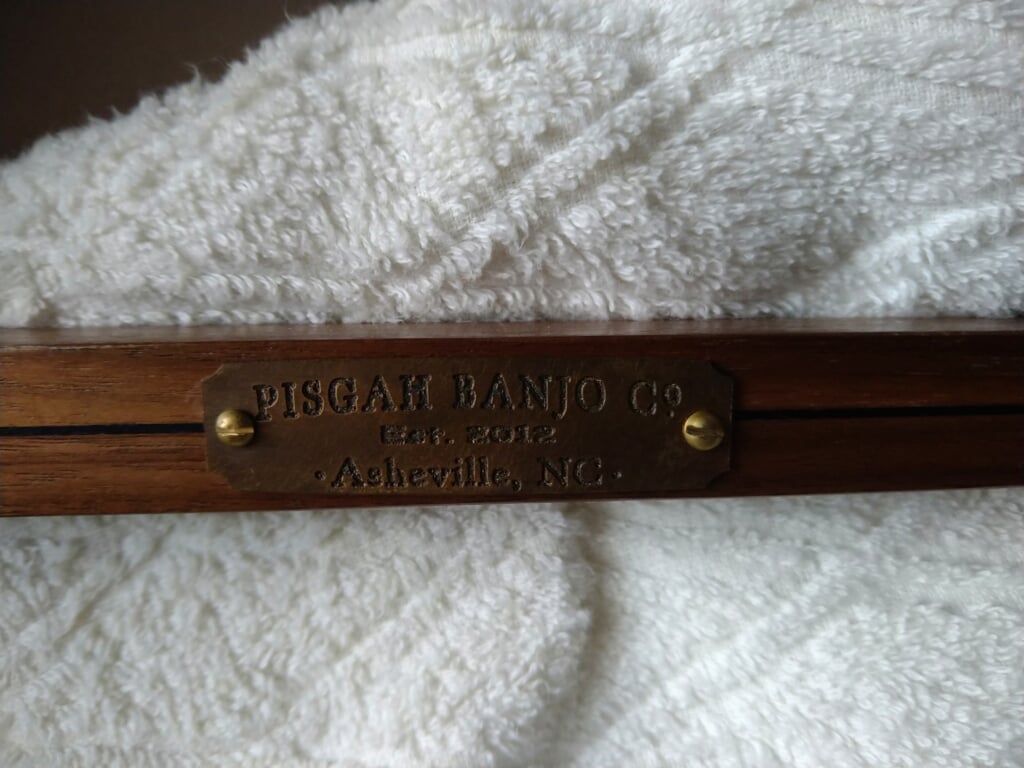 PISGAH BANJO Cº
Est. 2012
·Asheville, NC·